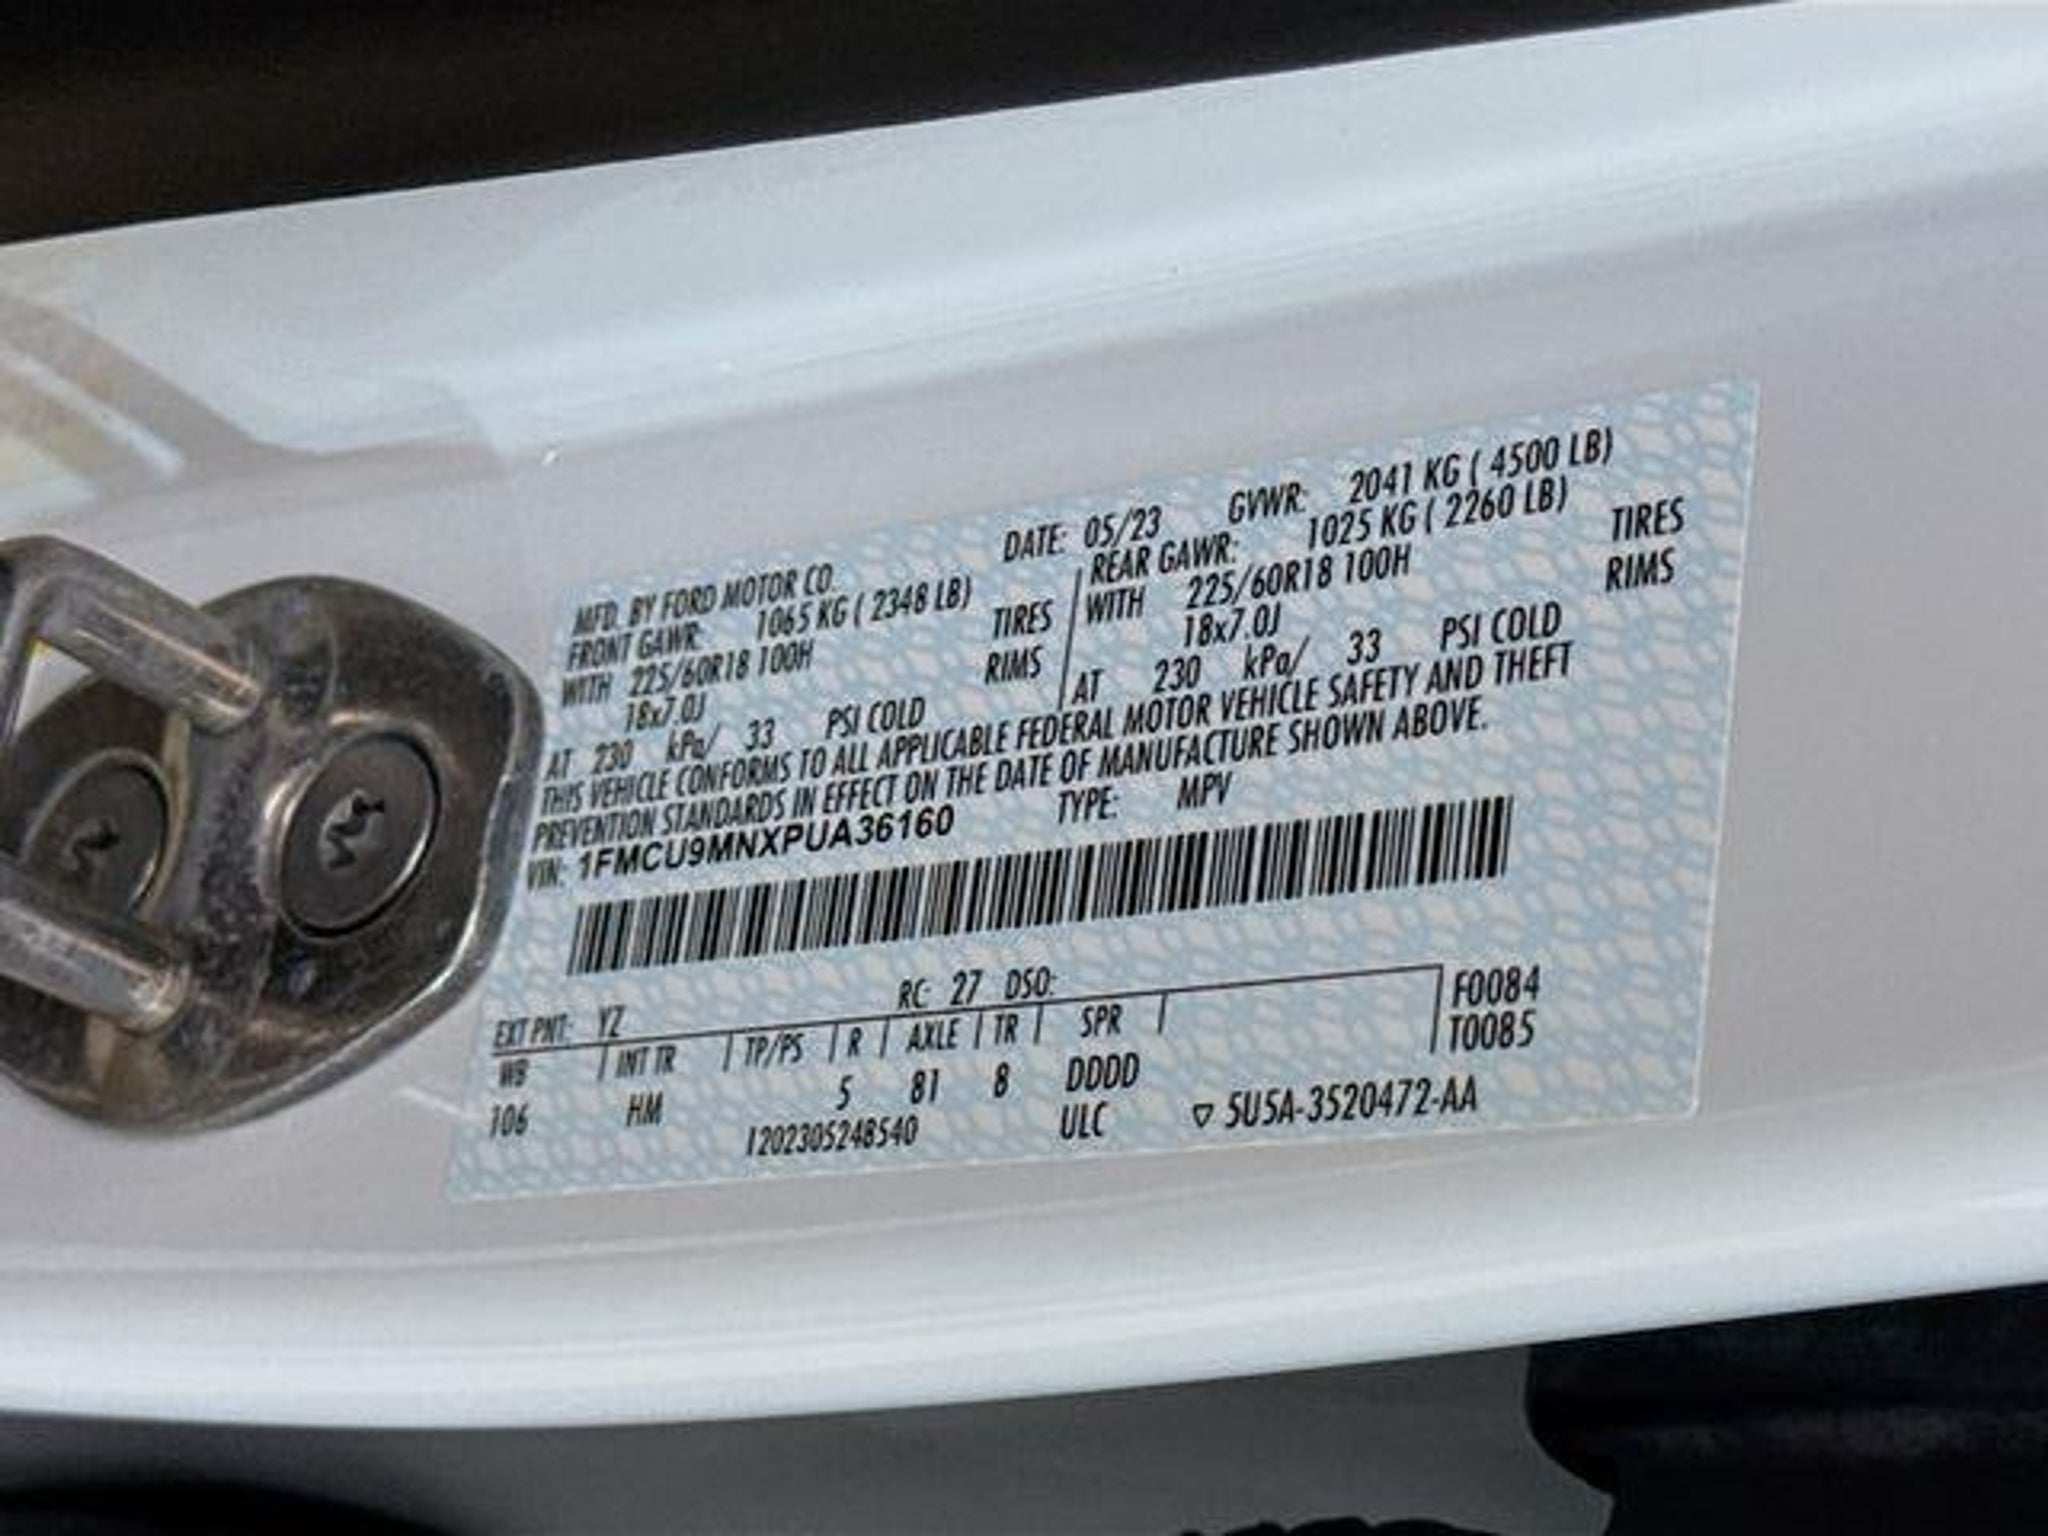 MFD. BY FORD MOTOR CO. DATE: 05/23 GVWR: 2041 KG ( 4500 LB)
FRONT GAWR: 1065 KG ( 2348 LB) REAR GAWR: 1025 KG ( 2260 LB)
WITH 225/60R18 100H TIRES WITH 225/60R18 100H TIRES
18x7.0J RIMS 18x7.0J RIMS
AT 230 kPa/ 33 PSI COLD AT 230 kPa/ 33 PSI COLD
THIS VEHICLE CONFORMS TO ALL APPLICABLE FEDERAL MOTOR VEHICLE SAFETY AND THEFT
PREVENTION STANDARDS IN EFFECT ON THE DATE OF MANUFACTURE SHOWN ABOVE.
VIN: 1FMCU9MNXPUA36160 TYPE: MPV
EXT PNT: YZ RC: 27 DSO: F0084
WB INT TR TP/PS R AXLE TR SPR T0085
106 HM 5 81 8 DDDD
1202305248540 ULC ▽ 5U5A-3520472-AA